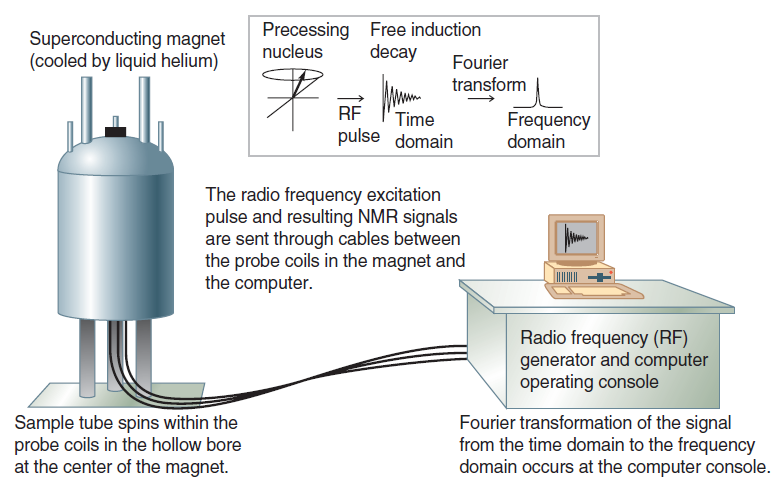 Superconducting magnet
(cooled by liquid helium)
Precessing
nucleus
Free induction
decay
Fourier
transform
RF
pulse
Time
domain
Frequency
domain
The radio frequency excitation
pulse and resulting NMR signals
are sent through cables between
the probe coils in the magnet and
the computer.
Radio frequency (RF)
generator and computer
operating console
Sample tube spins within the
probe coils in the hollow bore
at the center of the magnet.
Fourier transformation of the signal
from the time domain to the frequency
domain occurs at the computer console.